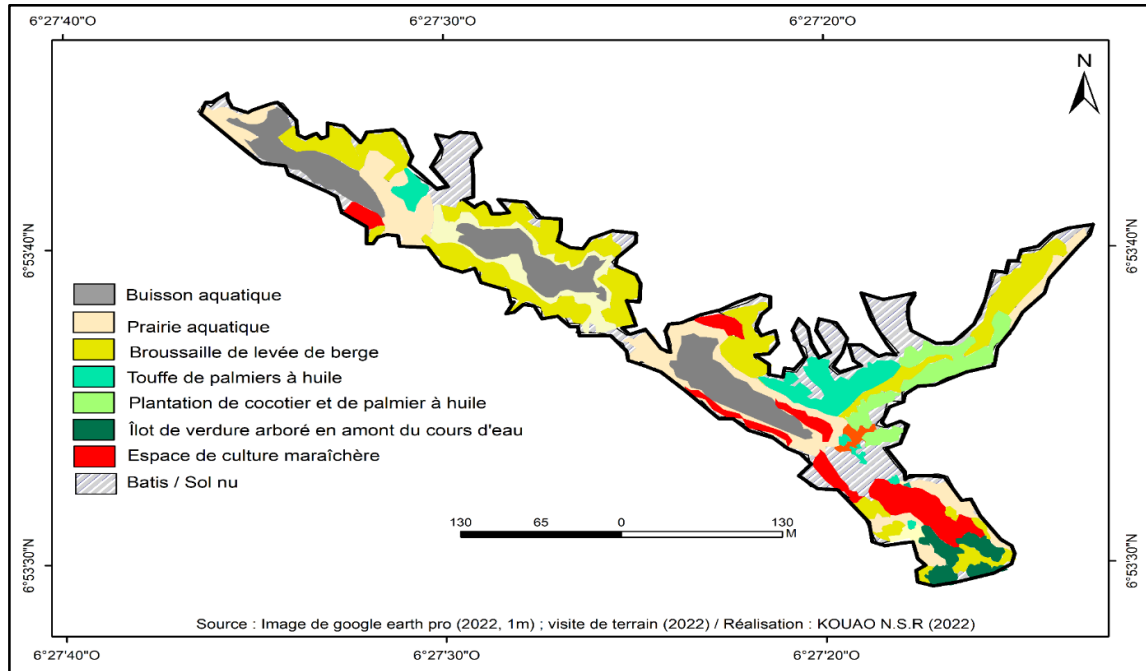 6°27'40"O 6°27'30"O 6°27'20"O
N
6°53'40"N
6°53'40"N
Buisson aquatique
Prairie aquatique
Broussaille de levée de berge
Touffe de palmiers à huile
Plantation de cocotier et de palmier à huile
Îlot de verdure arboré en amont du cours d'eau
Espace de culture maraîchère
Batis / Sol nu
130 65 0 130
M
6°53'30"N
6°53'30"N
Source : Image de google earth pro (2022, 1m) ; visite de terrain (2022) / Réalisation : KOUAO N.S.R (2022)
6°27'40"O 6°27'30"O 6°27'20"O